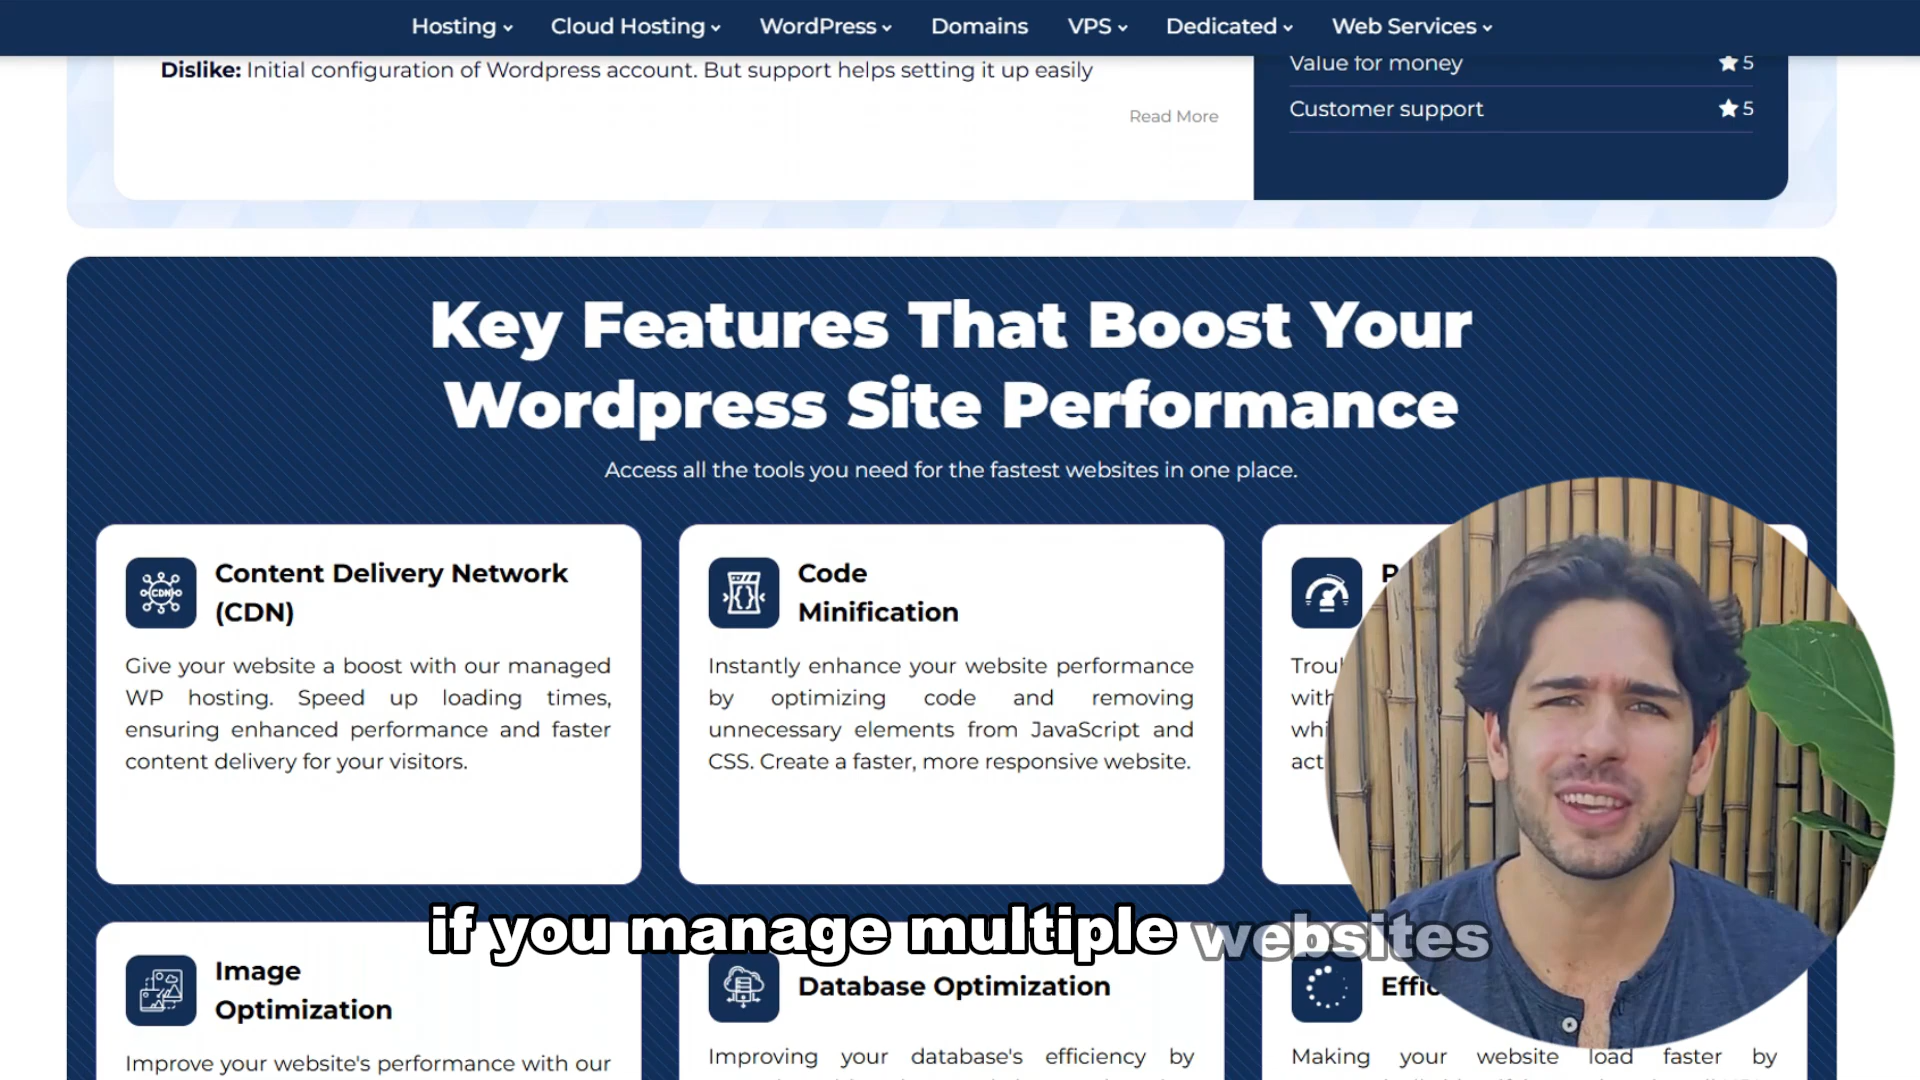 Hosting Cloud Hosting WordPress Domains VPS Dedicated Web Services
Dislike: Initial configuration of Wordpress account. But support helps setting it up easily
Read More
Value for money 5
Customer support 5
Key Features That Boost Your
Wordpress Site Performance
Access all the tools you need for the fastest websites in one place.
CDN
Content Delivery Network
(CDN)
Give your website a boost with our managed
WP hosting. Speed up loading times,
ensuring enhanced performance and faster
content delivery for your visitors.
Code
Minification
Instantly enhance your website performance
by optimizing code and removing
unnecessary elements from JavaScript and
CSS. Create a faster, more responsive website.
if you manage multiple websites
Image
Optimization
Improve your website's performance with our
Database Optimization
Improving your database's efficiency by
Making your website load faster by